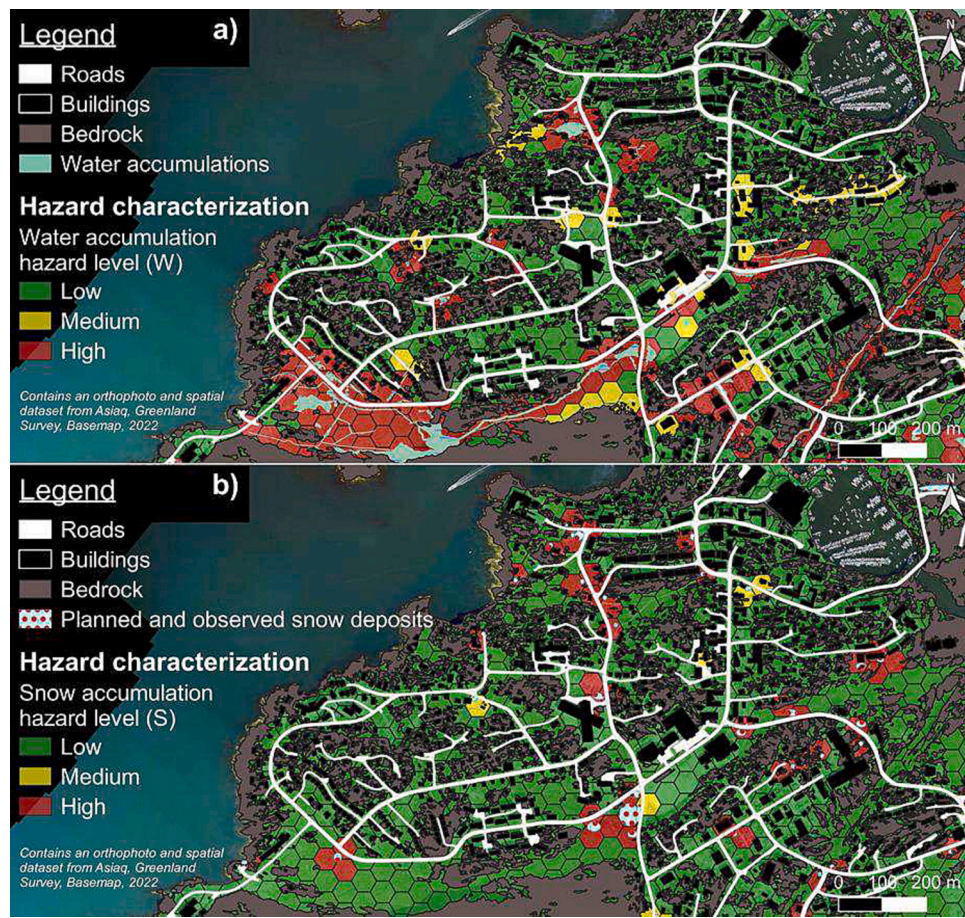 Legend
a)
N
Roads
Buildings
Bedrock
Water accumulations
Hazard characterization
Water accumulation
hazard level (W)
Low
Medium
High
Contains an orthophoto and spatial
dataset from Asiaq, Greenland
Survey, Basemap, 2022
0 100 200 m
Legend
b)
N
Roads
Buildings
Bedrock
Planned and observed snow deposits
Hazard characterization
Snow accumulation
hazard level (S)
Low
Medium
High
Contains an orthophoto and spatial
dataset from Asiaq, Greenland
Survey, Basemap, 2022
0 100 200 m